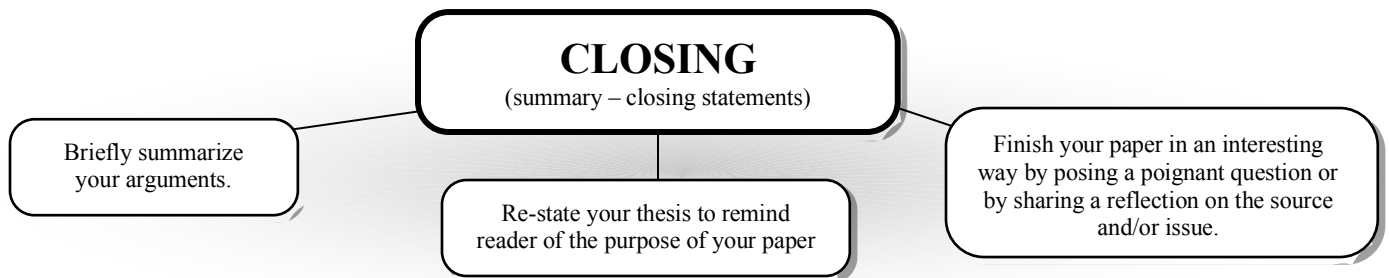 CLOSING
(summary – closing statements)
Briefly summarize
your arguments.
Re-state your thesis to remind
reader of the purpose of your paper
Finish your paper in an interesting
way by posing a poignant question or
by sharing a reflection on the source
and/or issue.